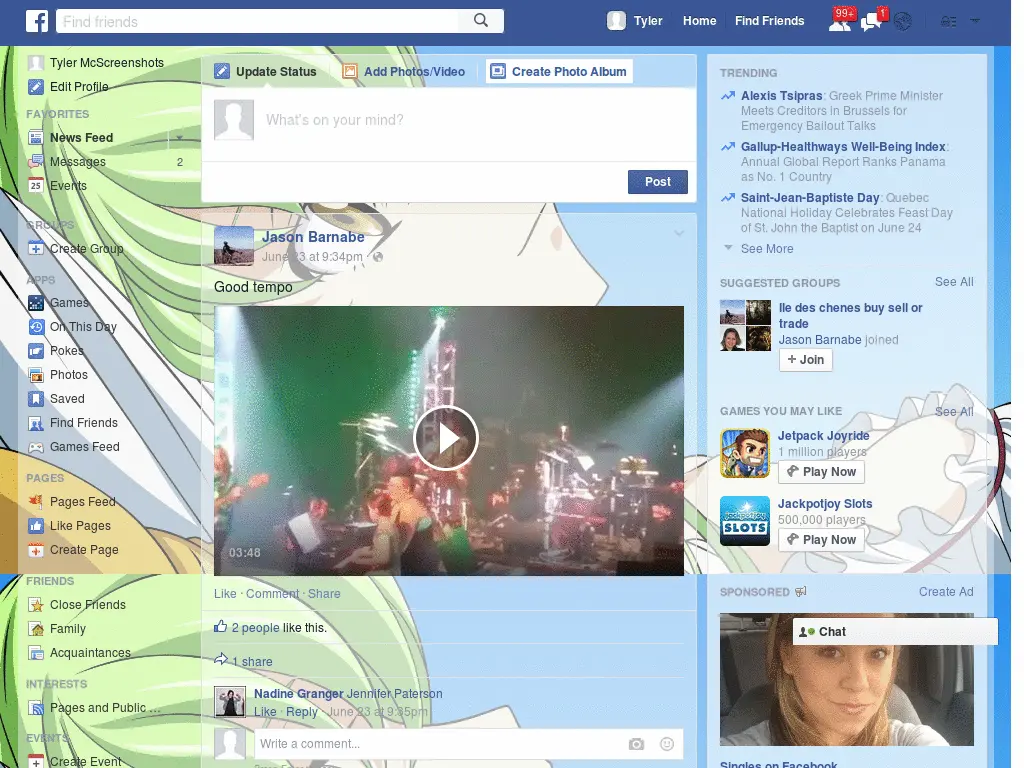 f
Find friends
Tyler
Home
Find Friends
99+
1
Tyler McScreenshots
Edit Profile
FAVORITES
News Feed
Messages
2
25
Events
GROUPS
Create Group
APPS
Games
On This Day
Pokes
Photos
Saved
Find Friends
Games Feed
PAGES
Pages Feed
Like Pages
Create Page
FRIENDS
Close Friends
Family
Acquaintances
INTERESTS
Pages and Public ...
EVENTS
Create Event
Update Status
Add Photos/Video
Create Photo Album
What's on your mind?
Post
Jason Barnabe
June 23 at 9:34pm ·
Good tempo
03:48
Like · Comment · Share
2 people like this.
1 share
Nadine Granger Jennifer Paterson
Like · Reply · June 23 at 9:35pm
Write a comment...
TRENDING
Alexis Tsipras: Greek Prime Minister
Meets Creditors in Brussels for
Emergency Bailout Talks
Gallup-Healthways Well-Being Index:
Annual Global Report Ranks Panama
as No. 1 Country
Saint-Jean-Baptiste Day: Quebec
National Holiday Celebrates Feast Day
of St. John the Baptist on June 24
See More
SUGGESTED GROUPS
See All
Ile des chenes buy sell or
trade
Jason Barnabe joined
+ Join
GAMES YOU MAY LIKE
See All
Jetpack Joyride
1 million players
Play Now
Jackpotjoy Slots
500,000 players
Play Now
jackpotjoy
SLOTS
SPONSORED
Create Ad
Chat
Singles on Facebook